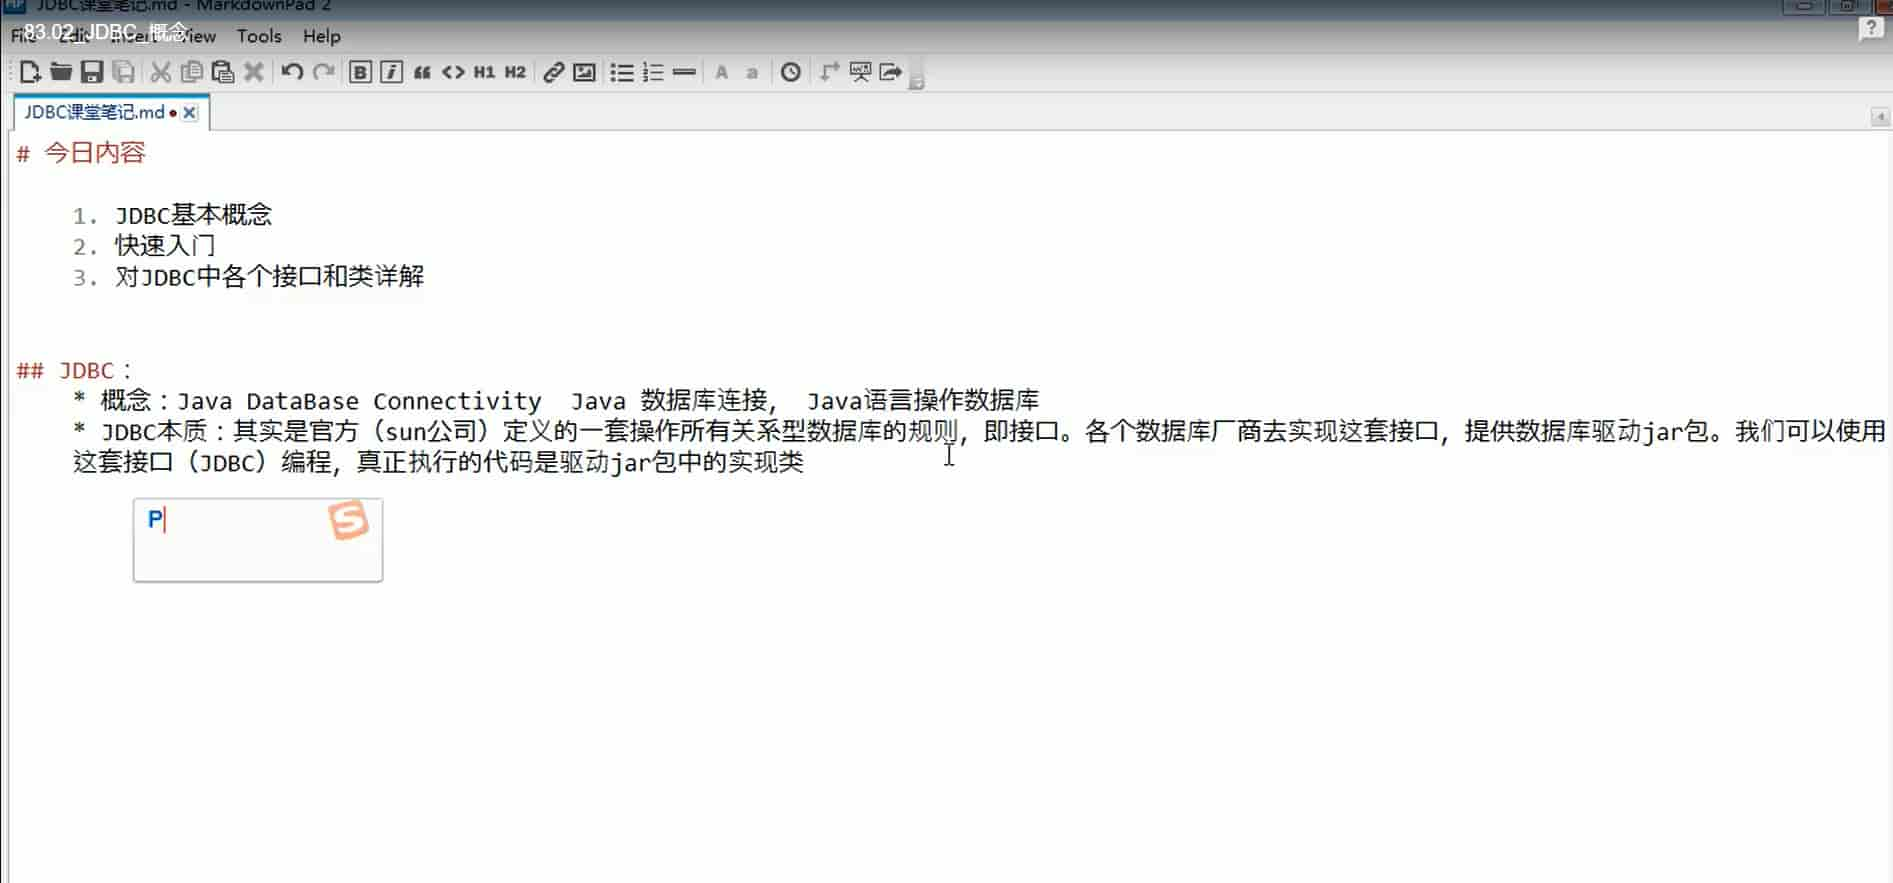 JDBC课堂笔记.md - MarkdownPad 2
83.02_JDBC_概念
File Edit Insert View Tools Help
B i “ <> H1 H2 A a
JDBC课堂笔记.md
# 今日内容
1. JDBC基本概念
2. 快速入门
3. 对JDBC中各个接口和类详解
## JDBC：
* 概念：Java DataBase Connectivity Java 数据库连接， Java语言操作数据库
* JDBC本质：其实是官方（sun公司）定义的一套操作所有关系型数据库的规则，即接口。各个数据库厂商去实现这套接口，提供数据库驱动jar包。我们可以使用
这套接口（JDBC）编程，真正执行的代码是驱动jar包中的实现类
P